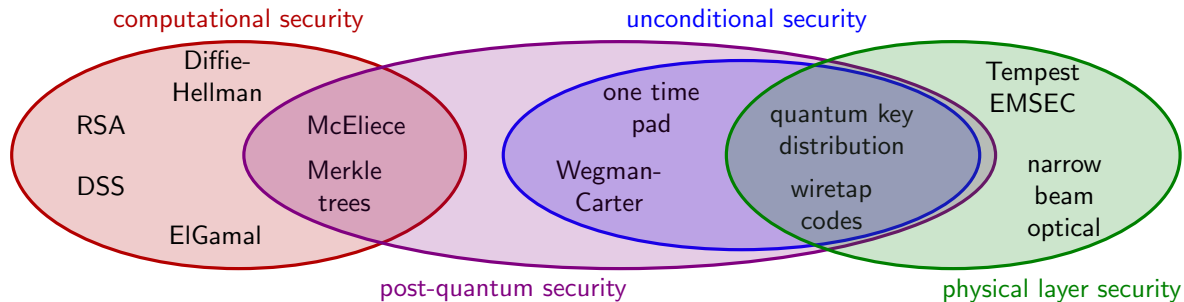 computational security
unconditional security
Diffie-
Hellman
RSA
DSS
ElGamal
McEliece
Merkle
trees
one time
pad
Wegman-
Carter
quantum key
distribution
wiretap
codes
Tempest
EMSEC
narrow
beam
optical
post-quantum security
physical layer security